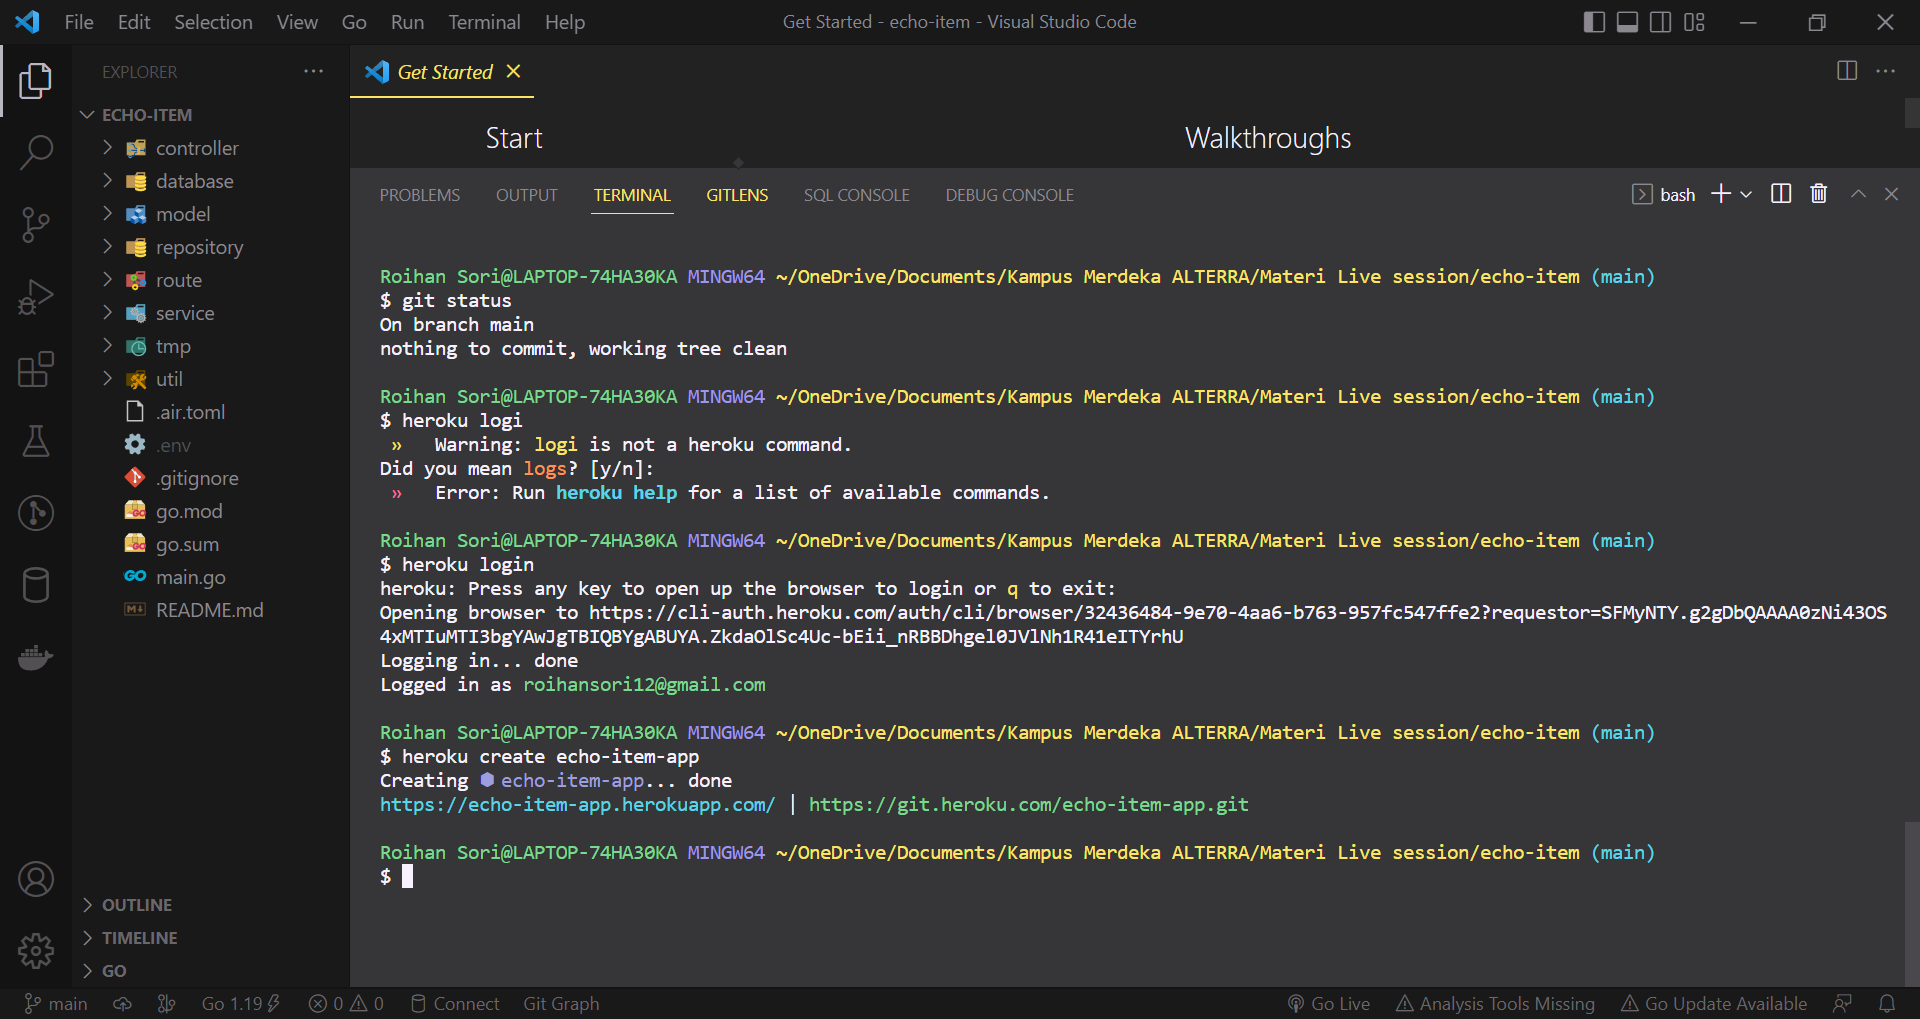 File Edit Selection View Go Run Terminal Help
Get Started - echo-item - Visual Studio Code
EXPLORER
Get Started
ECHO-ITEM
controller
database
model
repository
route
service
tmp
util
.air.toml
.env
.gitignore
go.mod
go.sum
main.go
README.md
OUTLINE
TIMELINE
GO
Start
Walkthroughs
PROBLEMS OUTPUT TERMINAL GITLENS SQL CONSOLE DEBUG CONSOLE
bash
Roihan Sori@LAPTOP-74HA30KA MINGW64 ~/OneDrive/Documents/Kampus Merdeka ALTERRA/Materi Live session/echo-item (main)
$ git status
On branch main
nothing to commit, working tree clean
Roihan Sori@LAPTOP-74HA30KA MINGW64 ~/OneDrive/Documents/Kampus Merdeka ALTERRA/Materi Live session/echo-item (main)
$ heroku logi
» Warning: logi is not a heroku command.
Did you mean logs? [y/n]:
» Error: Run heroku help for a list of available commands.
Roihan Sori@LAPTOP-74HA30KA MINGW64 ~/OneDrive/Documents/Kampus Merdeka ALTERRA/Materi Live session/echo-item (main)
$ heroku login
heroku: Press any key to open up the browser to login or q to exit:
Opening browser to https://cli-auth.heroku.com/auth/cli/browser/32436484-9e70-4aa6-b763-957fc547ffe2?requestor=SFMyNTY.g2gDbQAAAA0zNi43OS
4xMTIuMTI3bgYAwJgTBIQBYgABUYA.ZkdaOlSc4Uc-bEii_nRBBDhgel0JVlNh1R41eITYrhU
Logging in... done
Logged in as roihansori12@gmail.com
Roihan Sori@LAPTOP-74HA30KA MINGW64 ~/OneDrive/Documents/Kampus Merdeka ALTERRA/Materi Live session/echo-item (main)
$ heroku create echo-item-app
Creating ⬢ echo-item-app... done
https://echo-item-app.herokuapp.com/ | https://git.heroku.com/echo-item-app.git
Roihan Sori@LAPTOP-74HA30KA MINGW64 ~/OneDrive/Documents/Kampus Merdeka ALTERRA/Materi Live session/echo-item (main)
$
main Go 1.19 0 0 Connect Git Graph Go Live Analysis Tools Missing Go Update Available